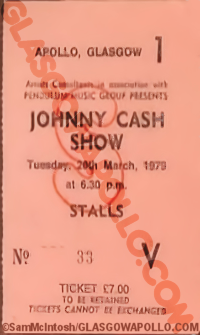 APOLLO, GLASGOW 1
Artist Consultants in association with
PENDULUM MUSIC GROUP PRESENTS
JOHNNY CASH
SHOW
Tuesday, 20th March, 1979
at 6.30 p.m.
STALLS
No 33 V
TICKET £7.00
TO BE RETAINED
TICKETS CANNOT BE EXCHANGED
©SamMcIntosh/GLASGOWAPOLLO.COM